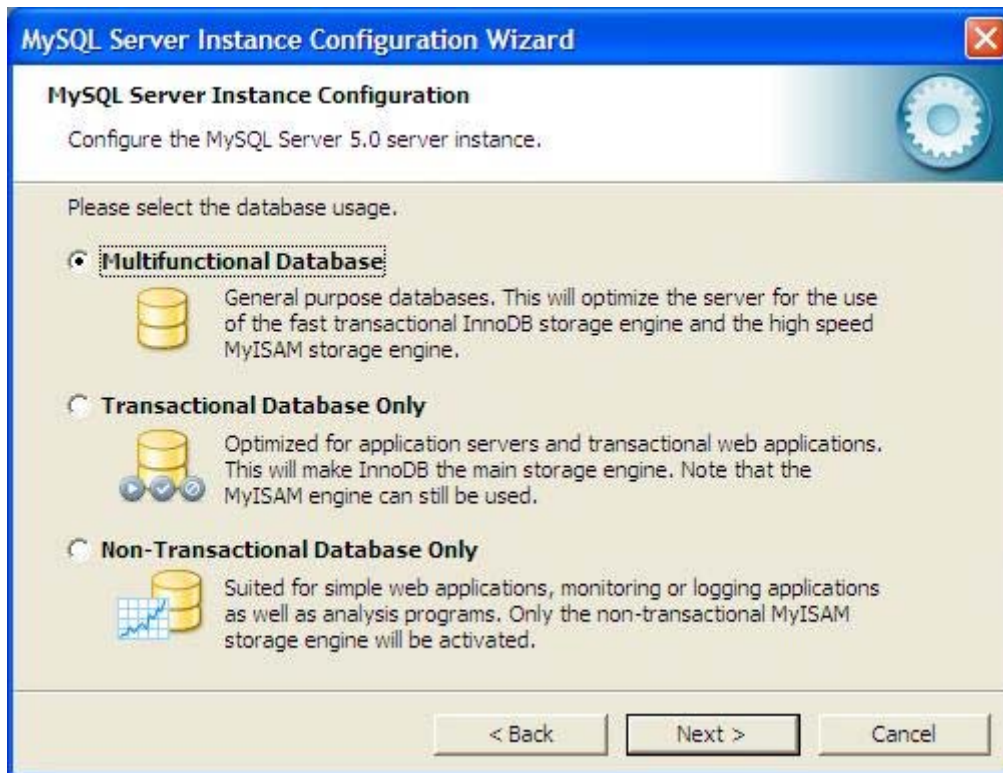 MySQL Server Instance Configuration Wizard
MySQL Server Instance Configuration
Configure the MySQL Server 5.0 server instance.
Please select the database usage.
Multifunctional Database
General purpose databases. This will optimize the server for the use
of the fast transactional InnoDB storage engine and the high speed
MyISAM storage engine.
Transactional Database Only
Optimized for application servers and transactional web applications.
This will make InnoDB the main storage engine. Note that the
MyISAM engine can still be used.
Non-Transactional Database Only
Suited for simple web applications, monitoring or logging applications
as well as analysis programs. Only the non-transactional MyISAM
storage engine will be activated.
< Back Next > Cancel